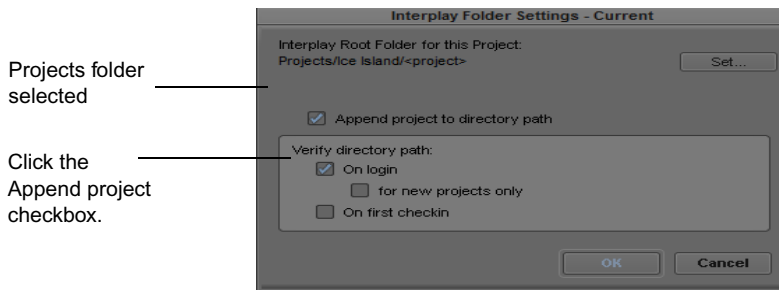 Interplay Folder Settings - Current
Interplay Root Folder for this Project:
Projects/Ice Island/<project>
Set...
Projects folder
selected
Append project to directory path
Click the
Append project
checkbox.
Verify directory path:
On login
for new projects only
On first checkin
OK
Cancel